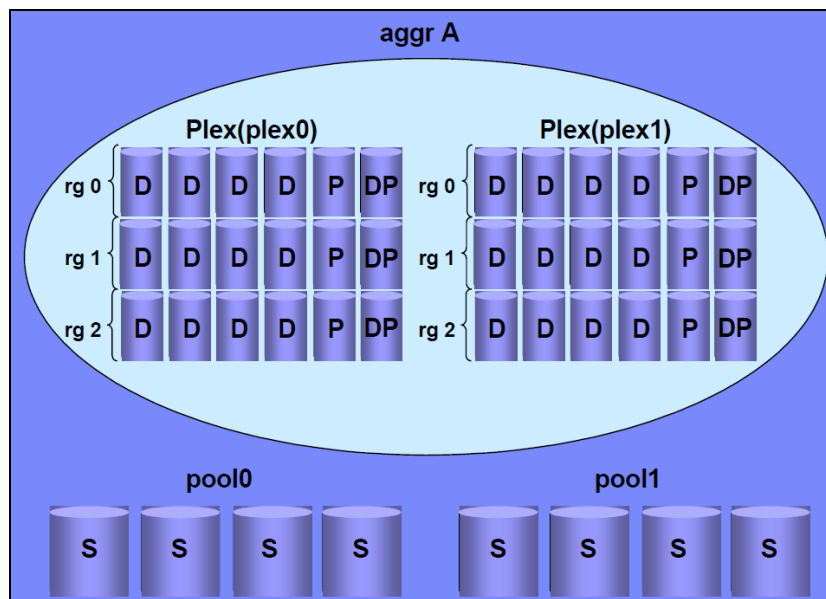 aggr A
Plex(plex0) Plex(plex1)
rg 0 D D D D P DP rg 0 D D D D P DP
rg 1 D D D D P DP rg 1 D D D D P DP
rg 2 D D D D P DP rg 2 D D D D P DP
pool0 pool1
S S S S S S S S